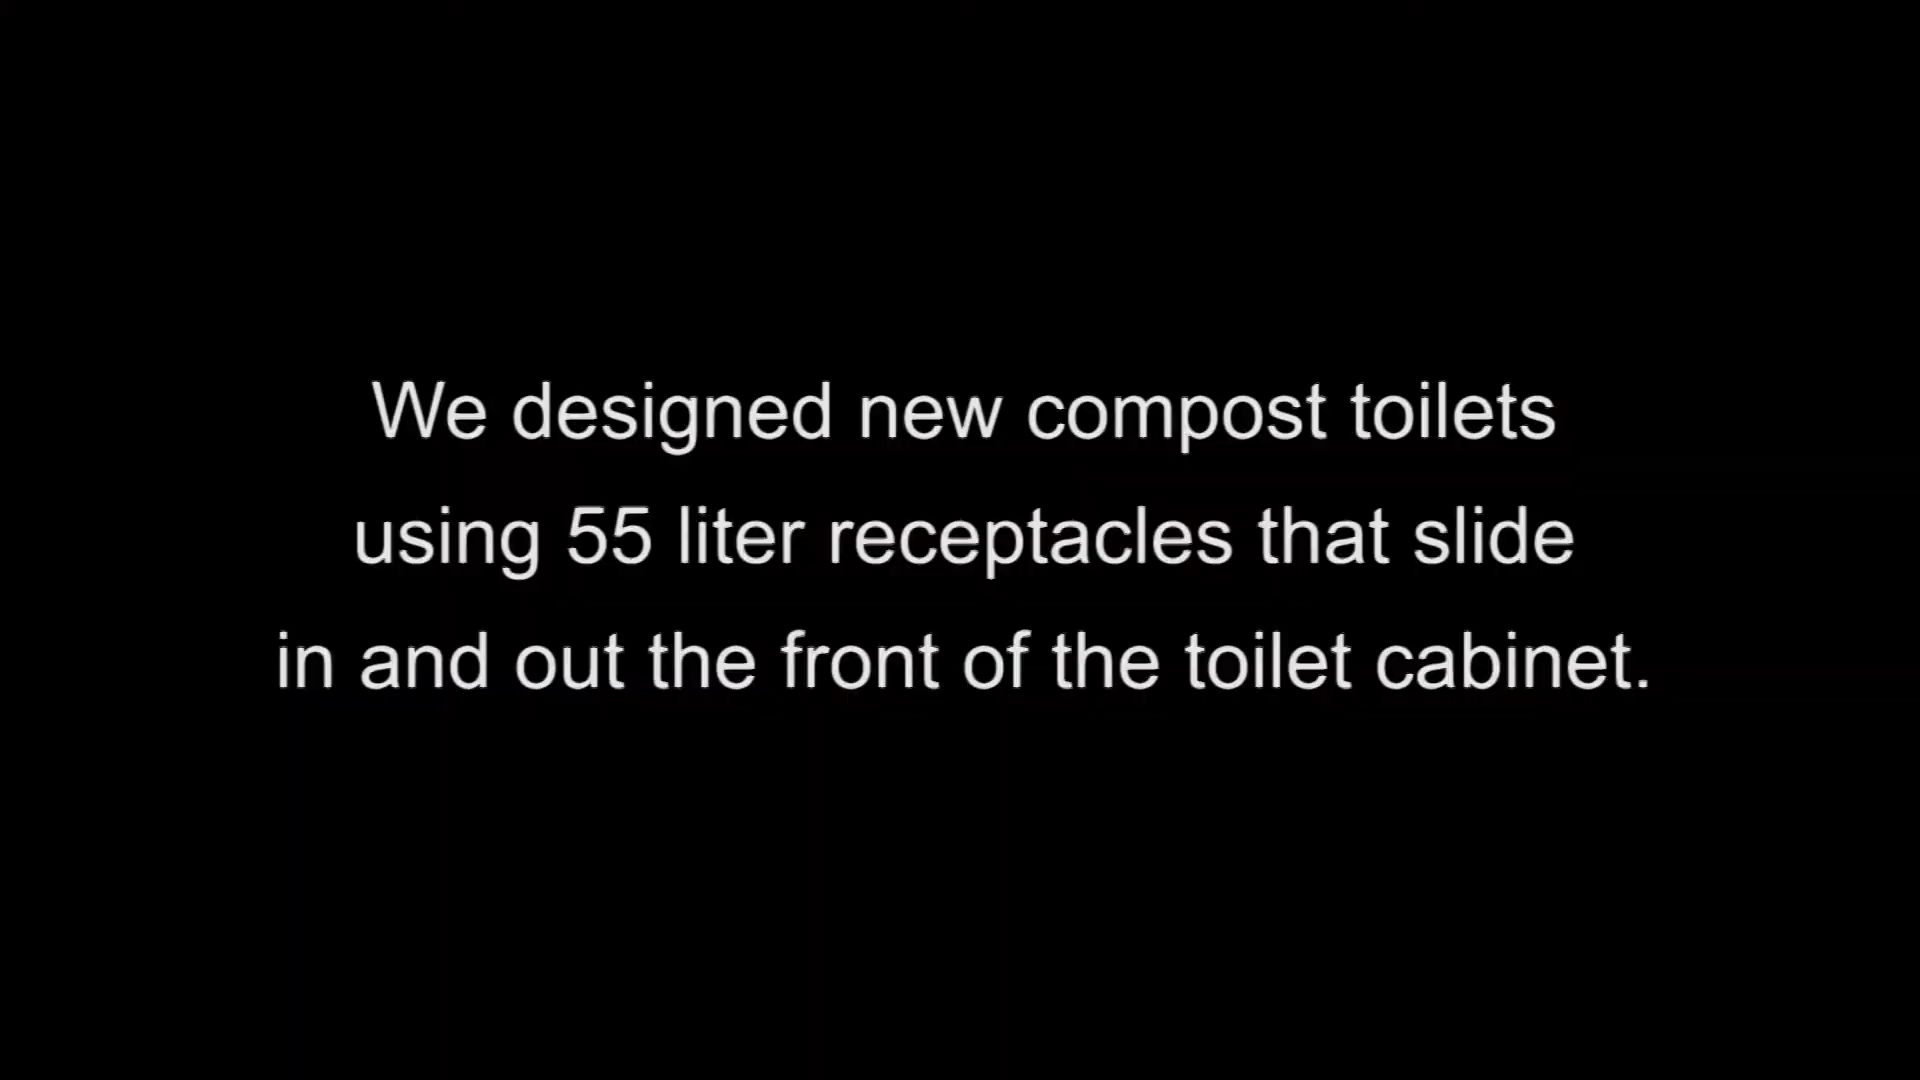 We designed new compost toilets
using 55 liter receptacles that slide
in and out the front of the toilet cabinet.